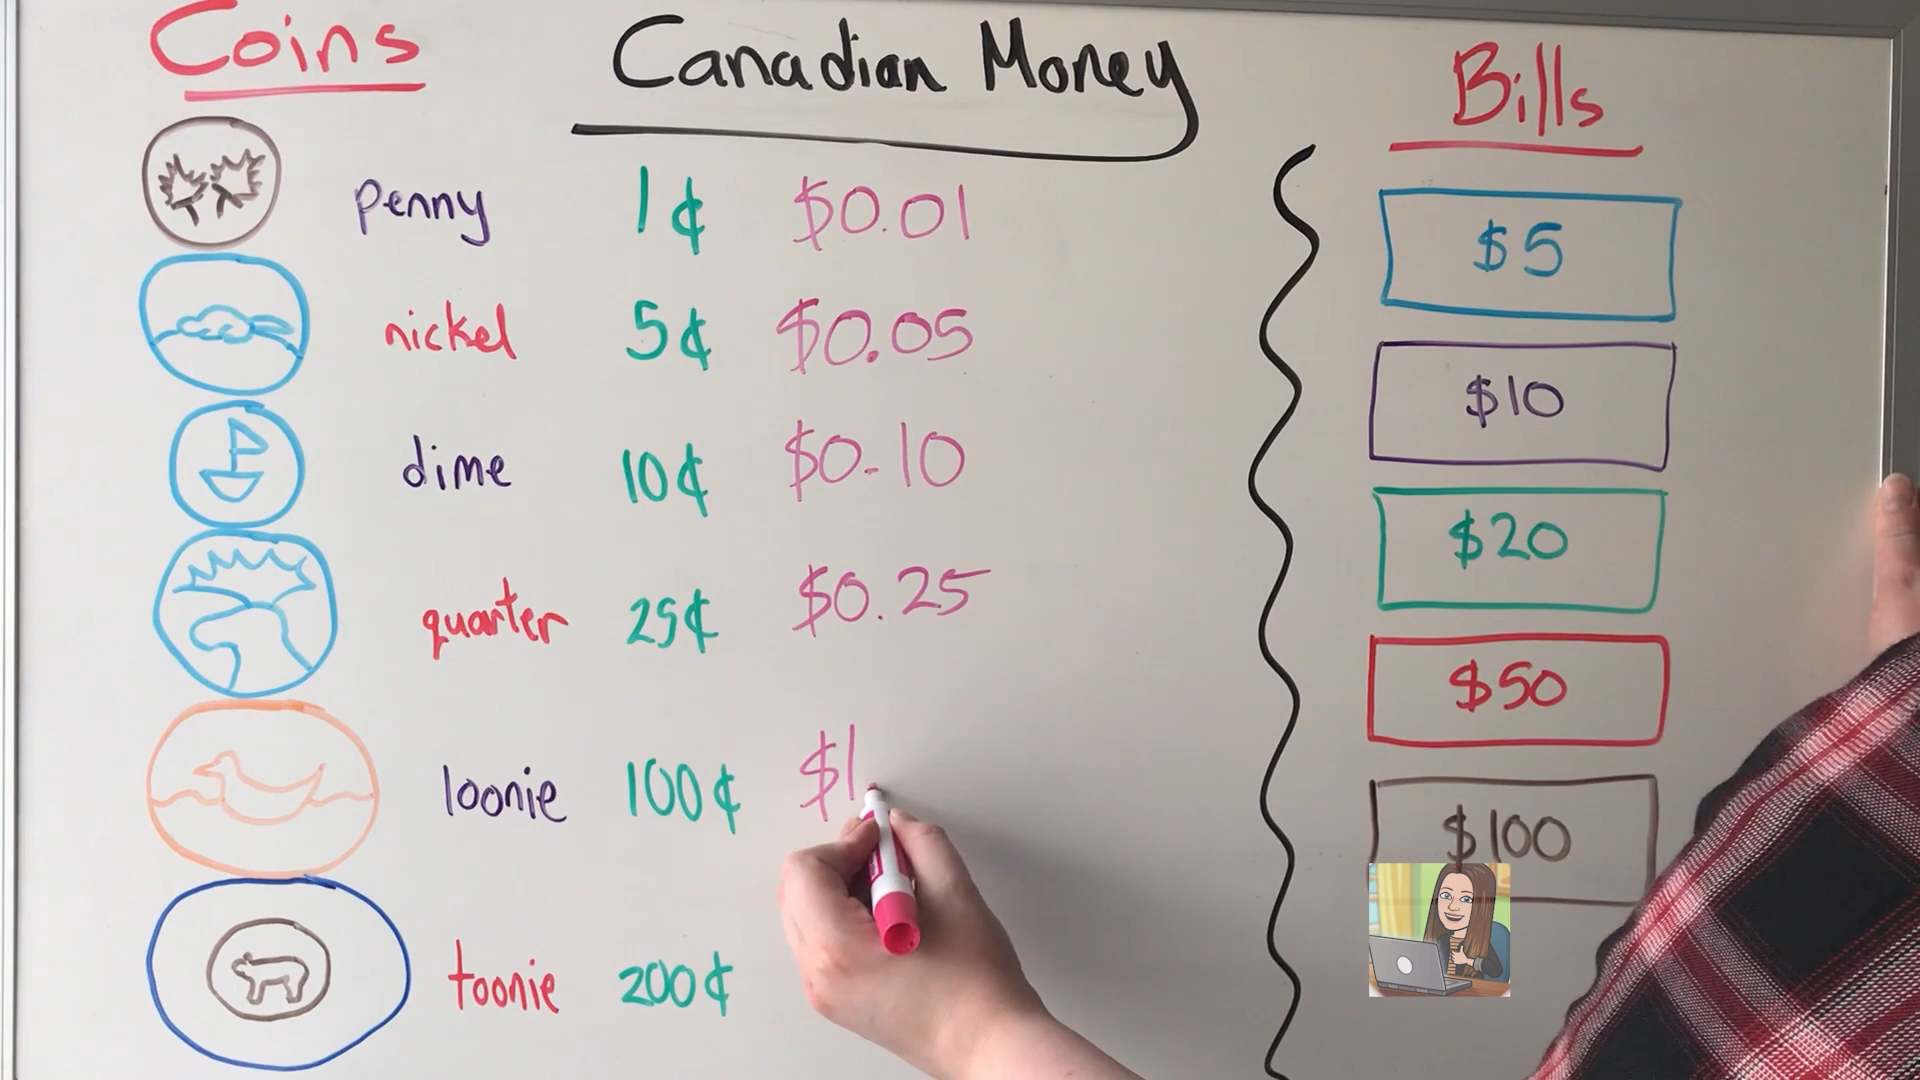 Coins
Canadian Money
Bills
penny 1¢ $0.01
nickel 5¢ $0.05
dime 10¢ $0.10
quarter 25¢ $0.25
loonie 100¢ $1
toonie 200¢
$5
$10
$20
$50
$100